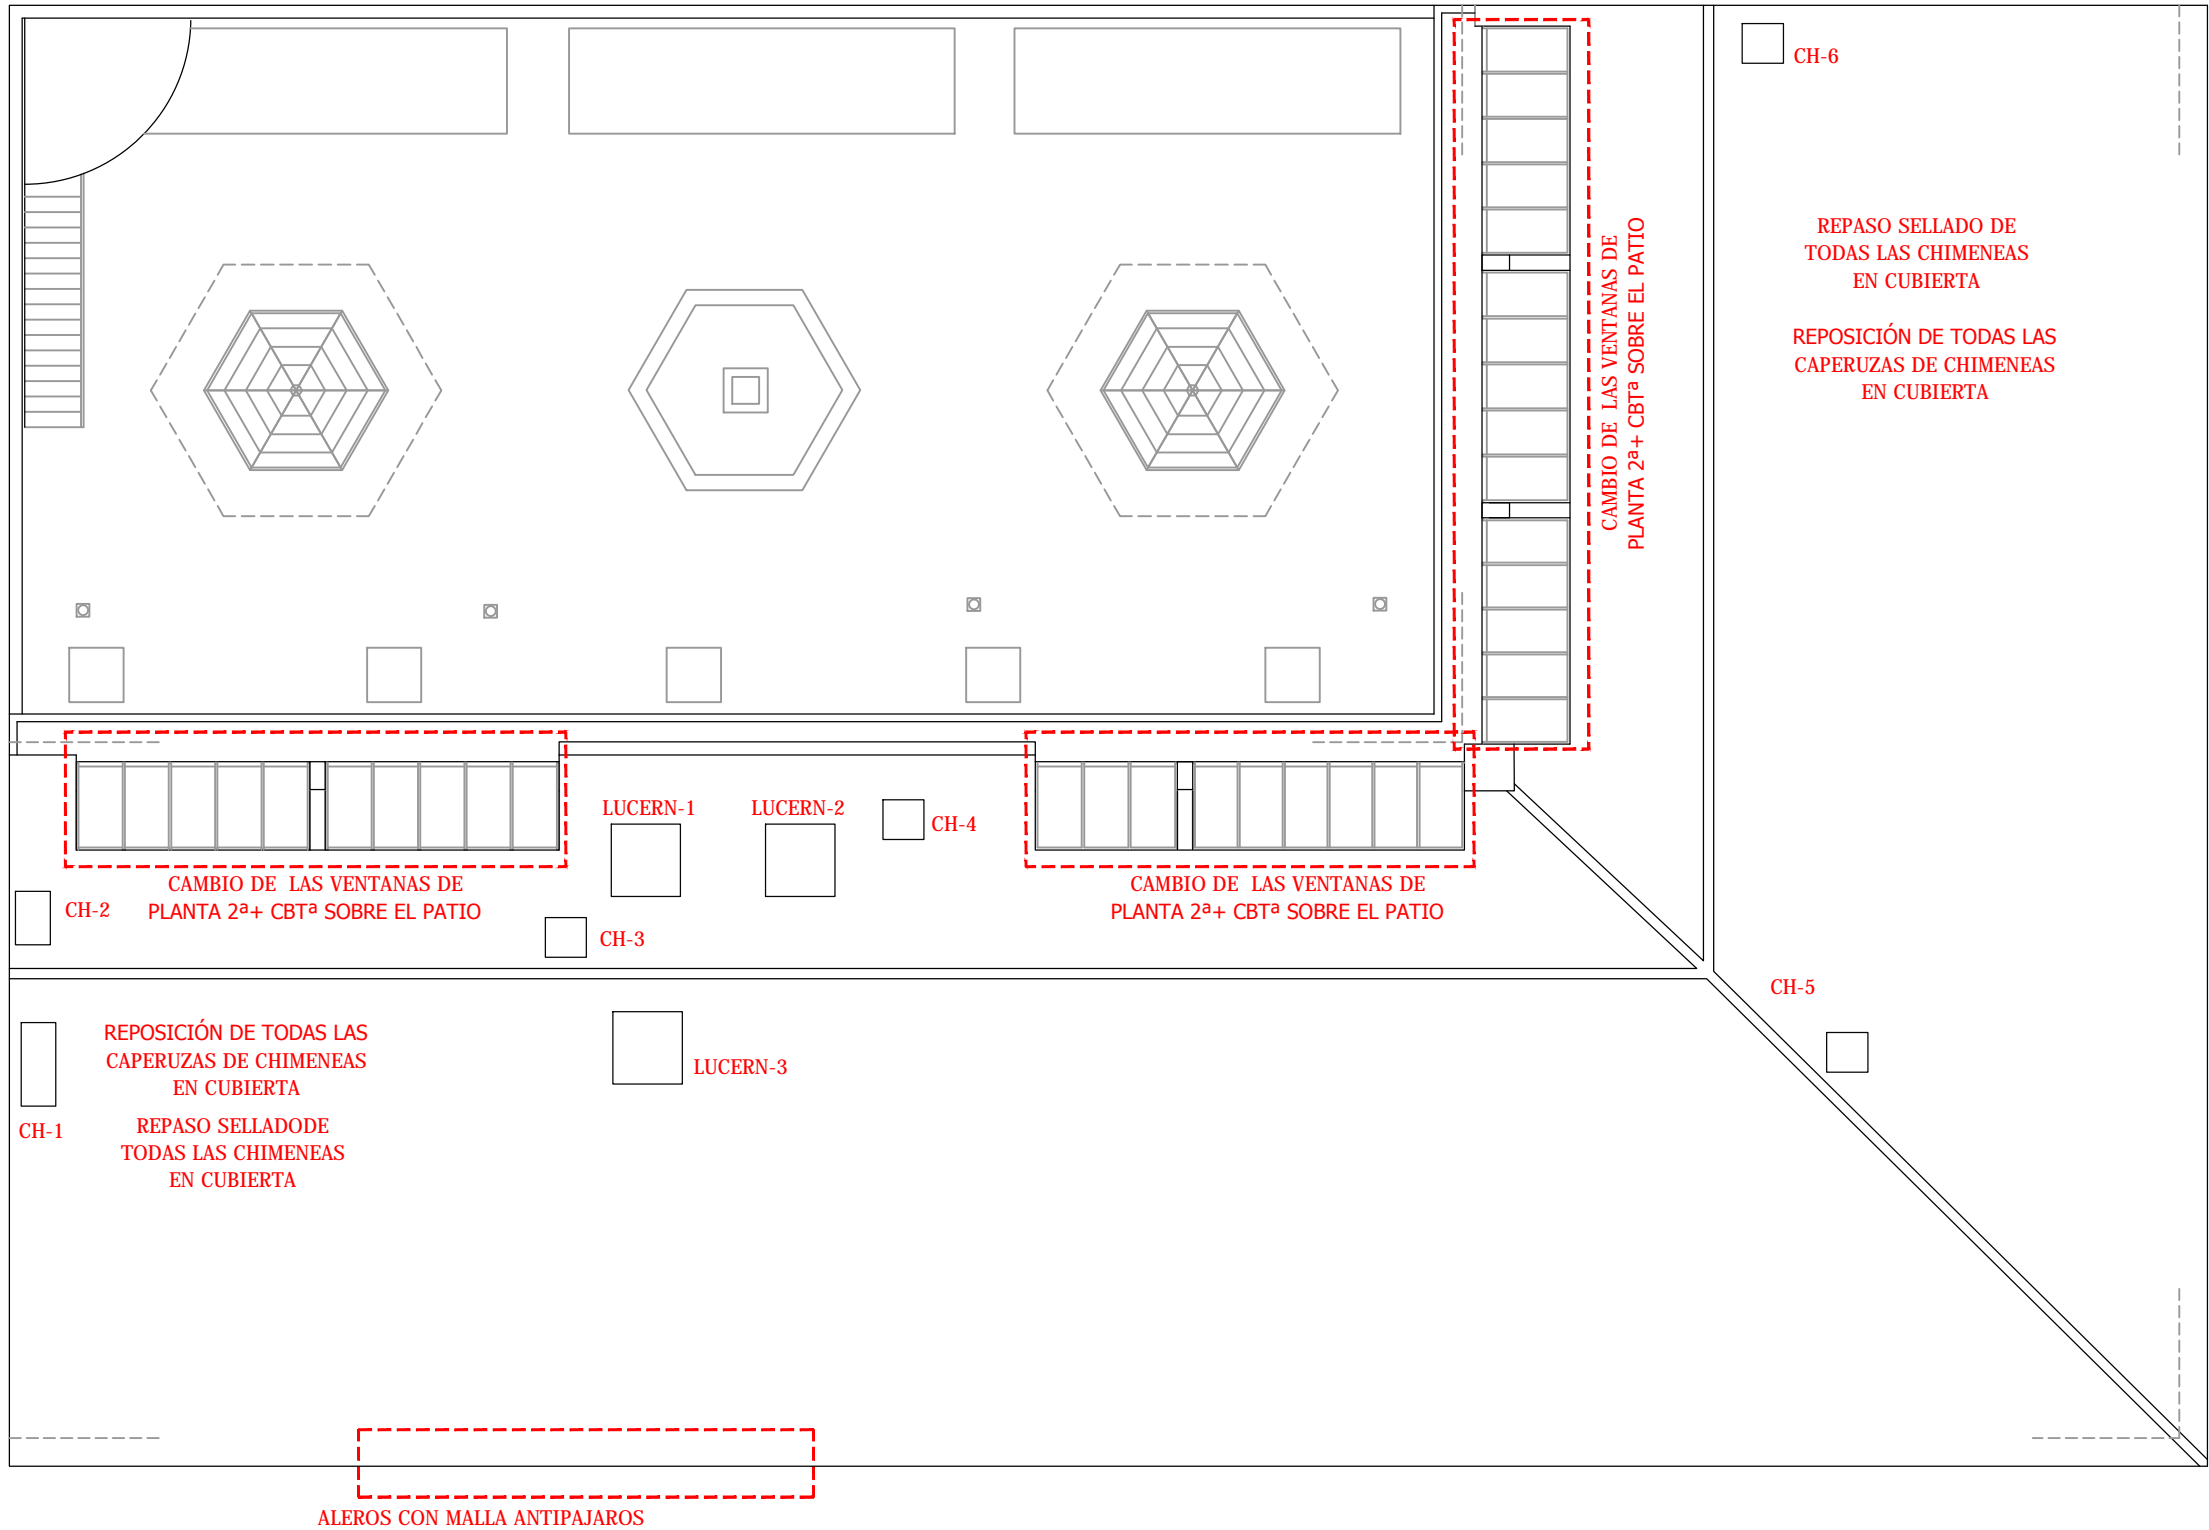 CH-6
REPASO SELLADO DE
TODAS LAS CHIMENEAS
EN CUBIERTA
REPOSICIÓN DE TODAS LAS
CAPERUZAS DE CHIMENEAS
EN CUBIERTA
CAMBIO DE LAS VENTANAS DE
PLANTA 2ª+ CBTª SOBRE EL PATIO
LUCERN-1
LUCERN-2
CH-4
CAMBIO DE LAS VENTANAS DE
PLANTA 2ª+ CBTª SOBRE EL PATIO
CAMBIO DE LAS VENTANAS DE
PLANTA 2ª+ CBTª SOBRE EL PATIO
CH-2
CH-3
CH-5
REPOSICIÓN DE TODAS LAS
CAPERUZAS DE CHIMENEAS
EN CUBIERTA
LUCERN-3
CH-1
REPASO SELLADODE
TODAS LAS CHIMENEAS
EN CUBIERTA
ALEROS CON MALLA ANTIPAJAROS